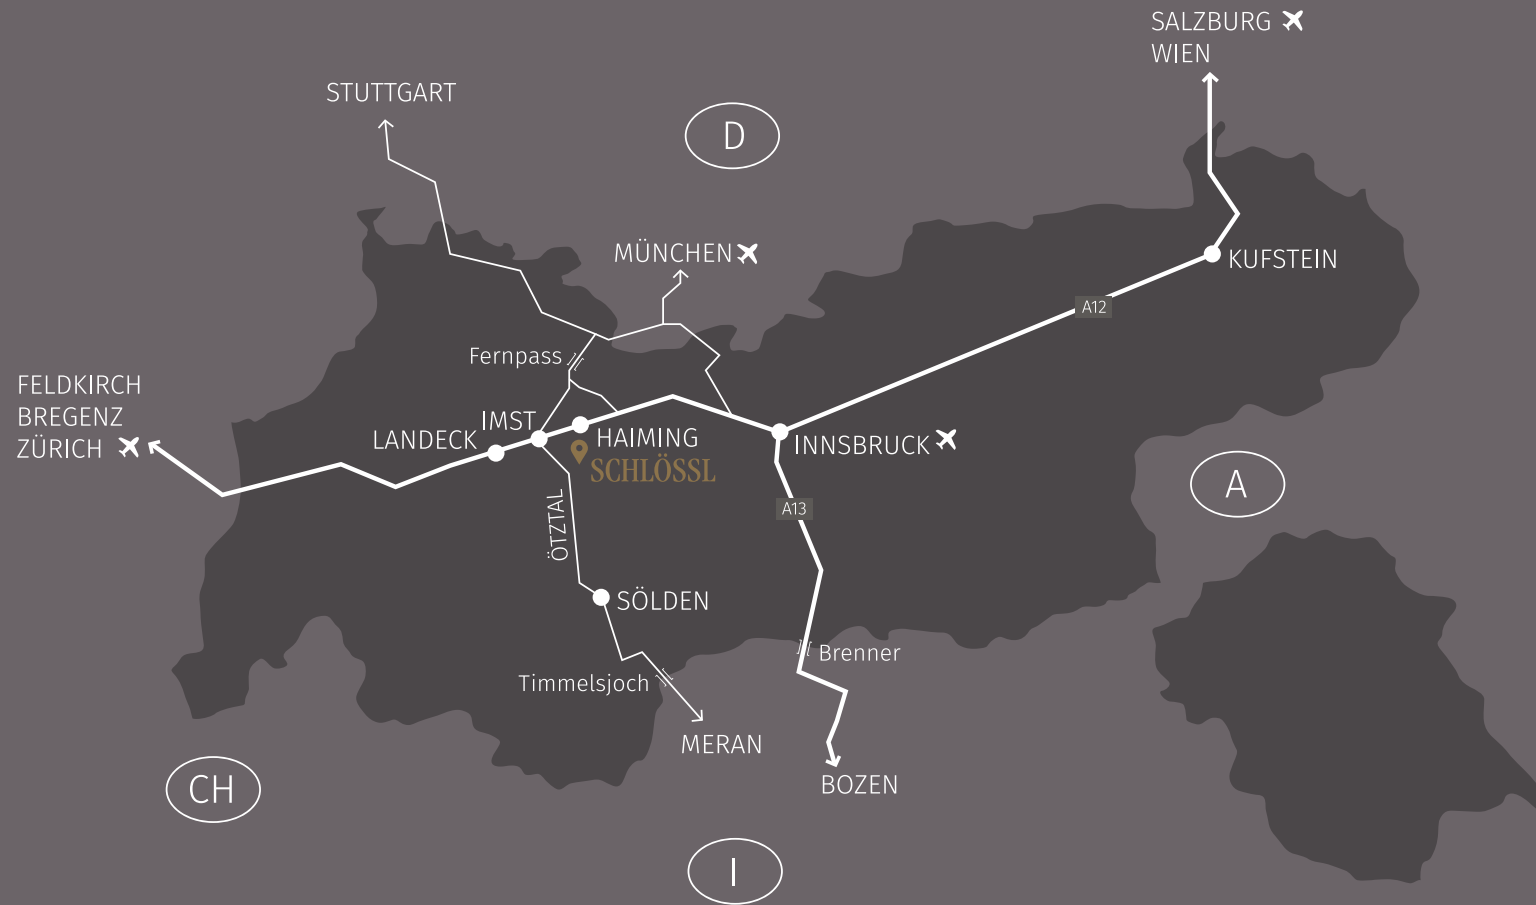 SALZBURG
WIEN
STUTTGART
D
MÜNCHEN
KUFSTEIN
A12
Fernpass
FELDKIRCH
BREGENZ
ZÜRICH
IMST
LANDECK
HAIMING
SCHLÖSSL
INNSBRUCK
A
A13
ÖTZTAL
SÖLDEN
Brenner
Timmelsjoch
MERAN
BOZEN
CH
I